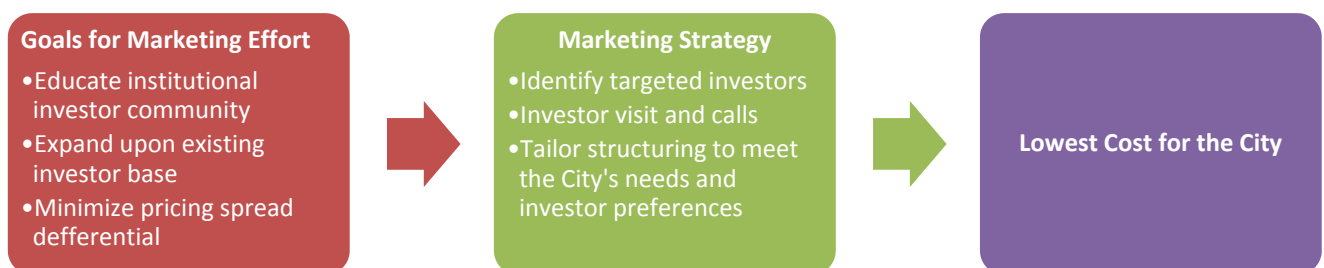 Goals for Marketing Effort
•Educate institutional
investor community
•Expand upon existing
investor base
•Minimize pricing spread
defferential
Marketing Strategy
•Identify targeted investors
•Investor visit and calls
•Tailor structuring to meet
the City's needs and
investor preferences
Lowest Cost for the City